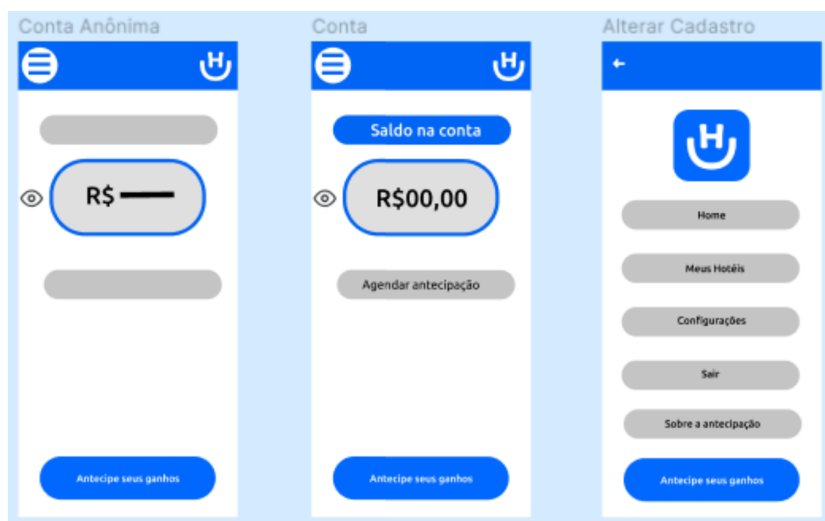 Conta Anônima
H
R$
Antecipe seus ganhos
Conta
H
Saldo na conta
R$00,00
Agendar antecipação
Antecipe seus ganhos
Alterar Cadastro
H
Home
Meus Hotéis
Configurações
Sair
Sobre a antecipação
Antecipe seus ganhos